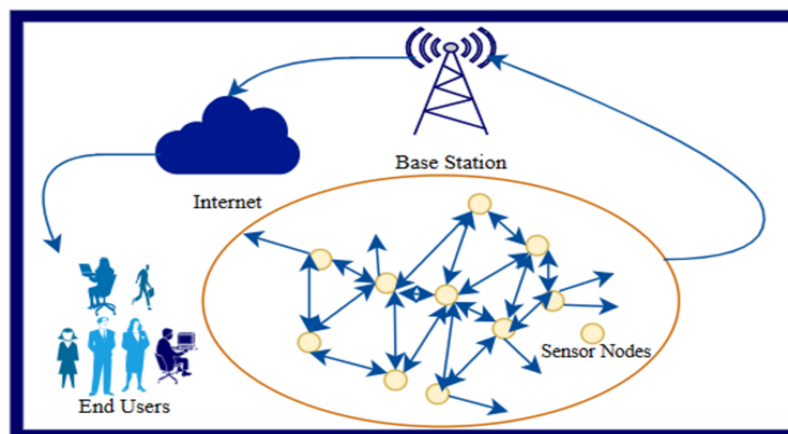 Base Station
Internet
Sensor Nodes
End Users